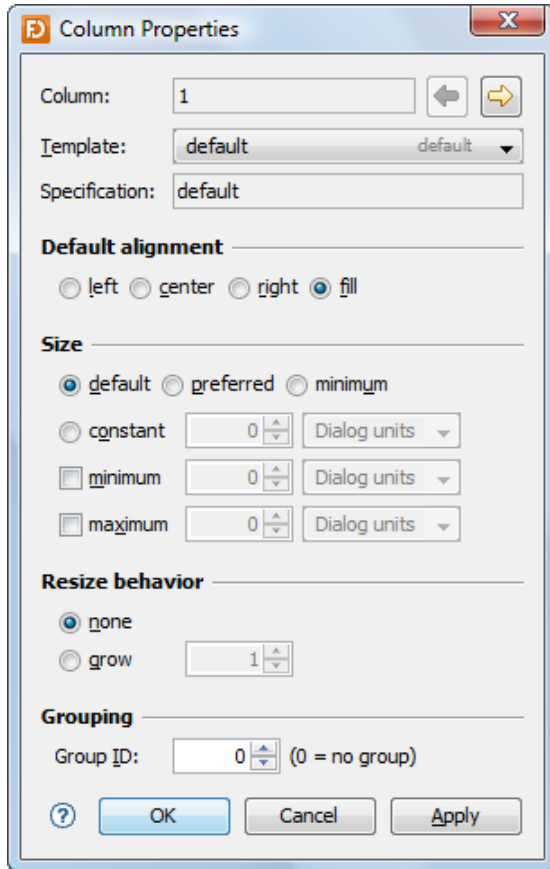 Column Properties
Column: 1
Template: default default
Specification: default
Default alignment
left center right fill
Size
default preferred minimum
constant 0 Dialog units
minimum 0 Dialog units
maximum 0 Dialog units
Resize behavior
none
grow 1
Grouping
Group ID: 0 (0 = no group)
? OK Cancel Apply